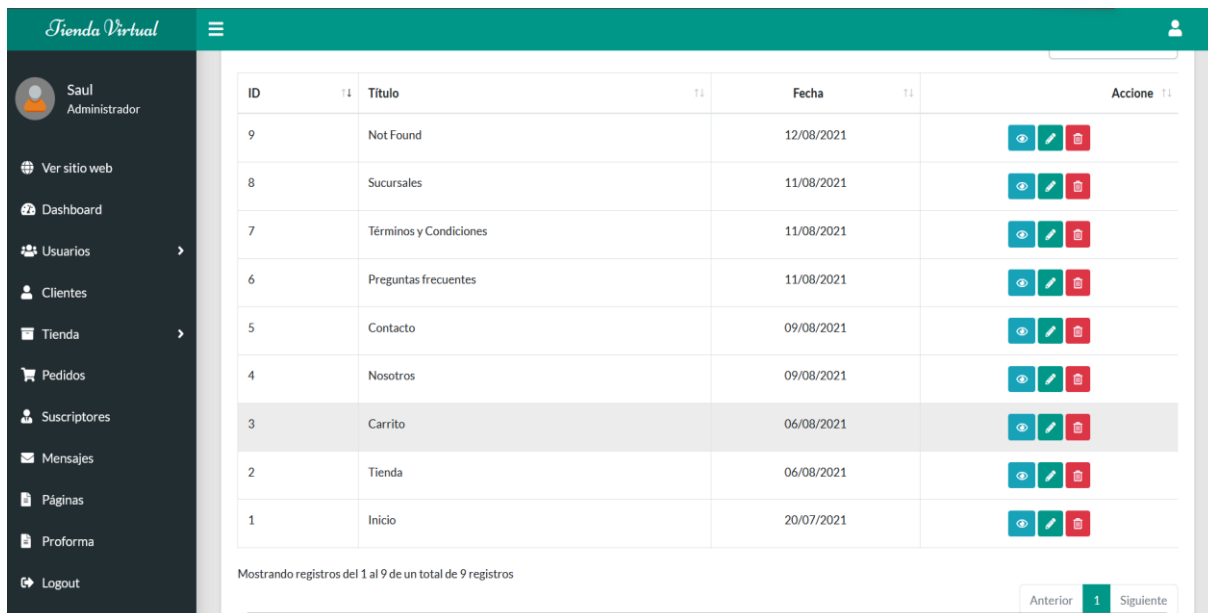 Tienda Virtual
Saul
Administrador
Ver sitio web
Dashboard
Usuarios
Clientes
Tienda
Pedidos
Suscriptores
Mensajes
Páginas
Proforma
Logout
ID Título Fecha Accione
9 Not Found 12/08/2021
8 Sucursales 11/08/2021
7 Términos y Condiciones 11/08/2021
6 Preguntas frecuentes 11/08/2021
5 Contacto 09/08/2021
4 Nosotros 09/08/2021
3 Carrito 06/08/2021
2 Tienda 06/08/2021
1 Inicio 20/07/2021
Mostrando registros del 1 al 9 de un total de 9 registros
Anterior 1 Siguiente